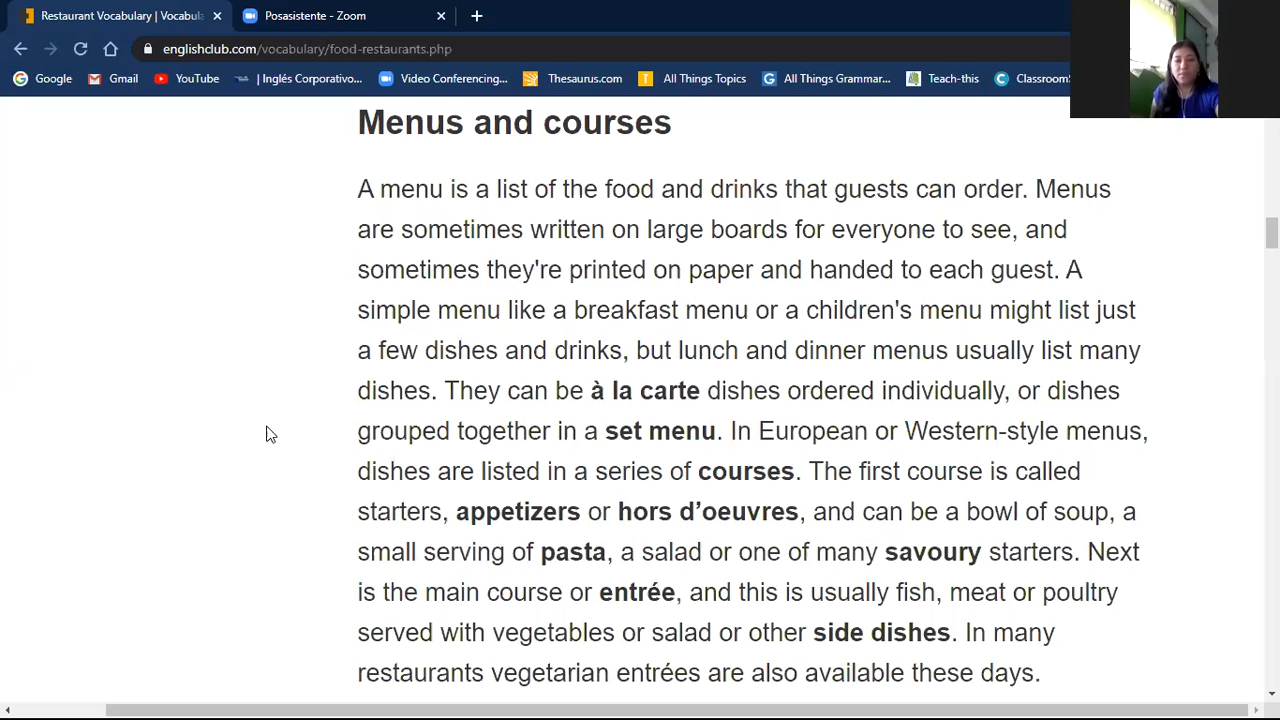 Restaurant Vocabulary | Vocabula
Posasistente - Zoom
englishclub.com/vocabulary/food-restaurants.php
Google
Gmail
YouTube
| Inglés Corporativo...
Video Conferencing...
Thesaurus.com
All Things Topics
All Things Grammar...
Teach-this
ClassroomS
Menus and courses
A menu is a list of the food and drinks that guests can order. Menus
are sometimes written on large boards for everyone to see, and
sometimes they're printed on paper and handed to each guest. A
simple menu like a breakfast menu or a children's menu might list just
a few dishes and drinks, but lunch and dinner menus usually list many
dishes. They can be à la carte dishes ordered individually, or dishes
grouped together in a set menu. In European or Western-style menus,
dishes are listed in a series of courses. The first course is called
starters, appetizers or hors d’oeuvres, and can be a bowl of soup, a
small serving of pasta, a salad or one of many savoury starters. Next
is the main course or entrée, and this is usually fish, meat or poultry
served with vegetables or salad or other side dishes. In many
restaurants vegetarian entrées are also available these days.